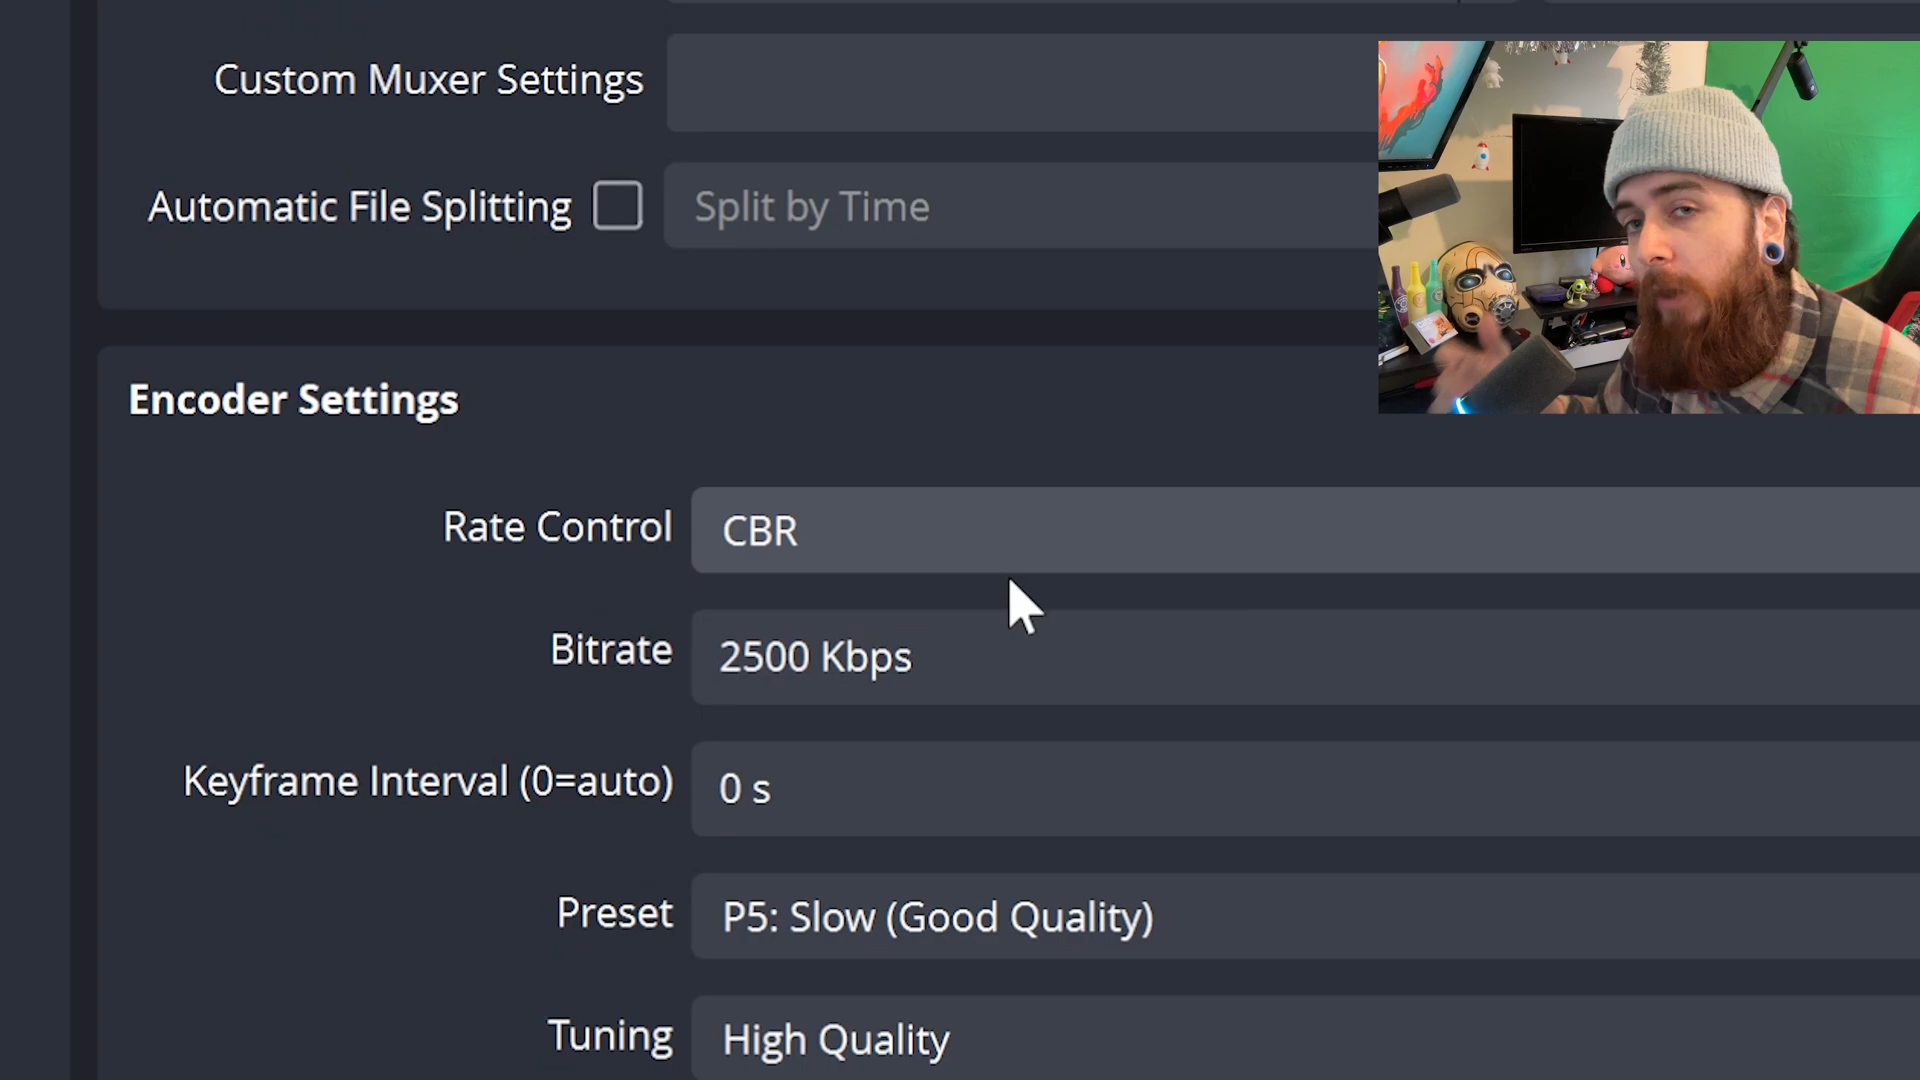 Custom Muxer Settings
Automatic File Splitting
Split by Time
Encoder Settings
Rate Control
CBR
Bitrate
2500 Kbps
Keyframe Interval (0=auto)
0 s
Preset
P5: Slow (Good Quality)
Tuning
High Quality